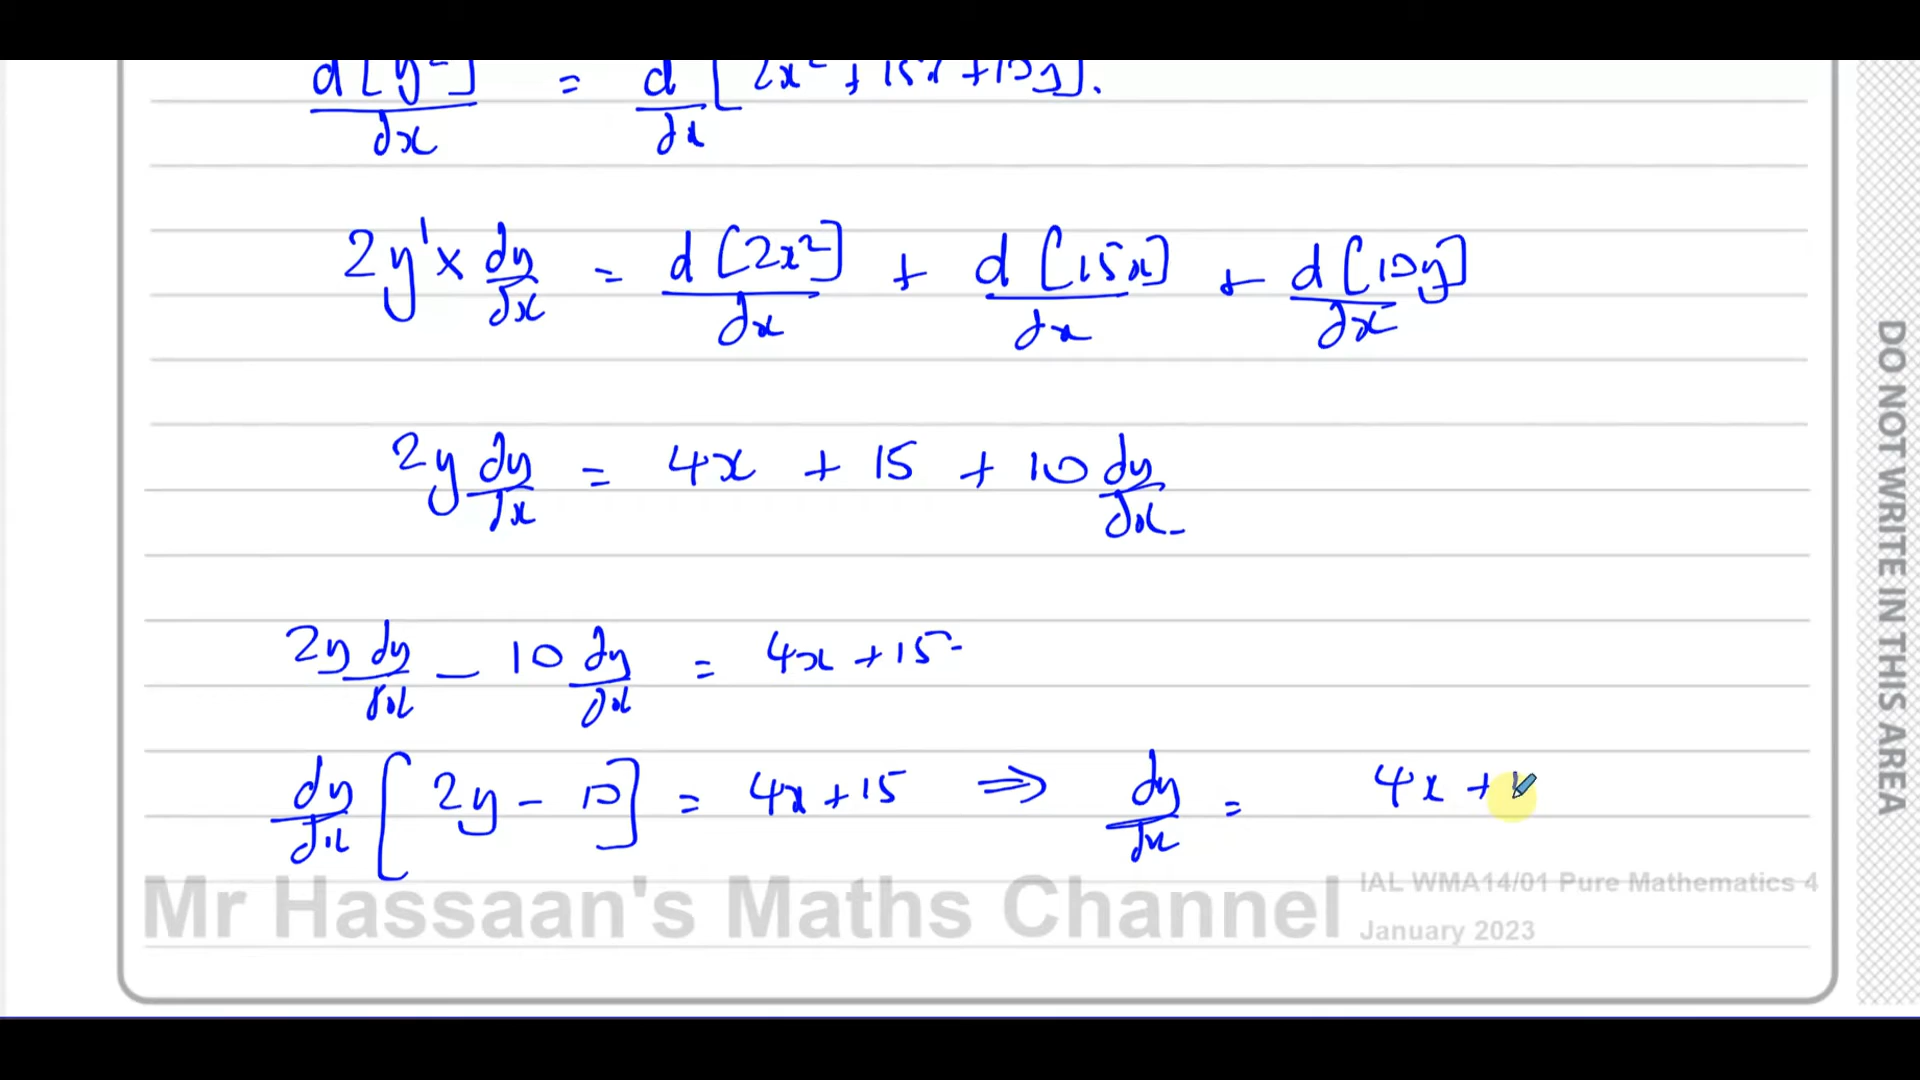 d[y²]/dx = d/dx [2x² + 15x + 10y].
2y¹ × dy/dx = d[2x²]/dx + d[15x]/dx + d[10y]/dx
2y dy/dx = 4x + 15 + 10 dy/dx
2y dy/dx − 10 dy/dx = 4x + 15
dy/dx [2y − 10] = 4x + 15 ⇒ dy/dx = 4x +
Mr Hassaan's Maths Channel
IAL WMA14/01 Pure Mathematics 4
January 2023
DO NOT WRITE IN THIS AREA